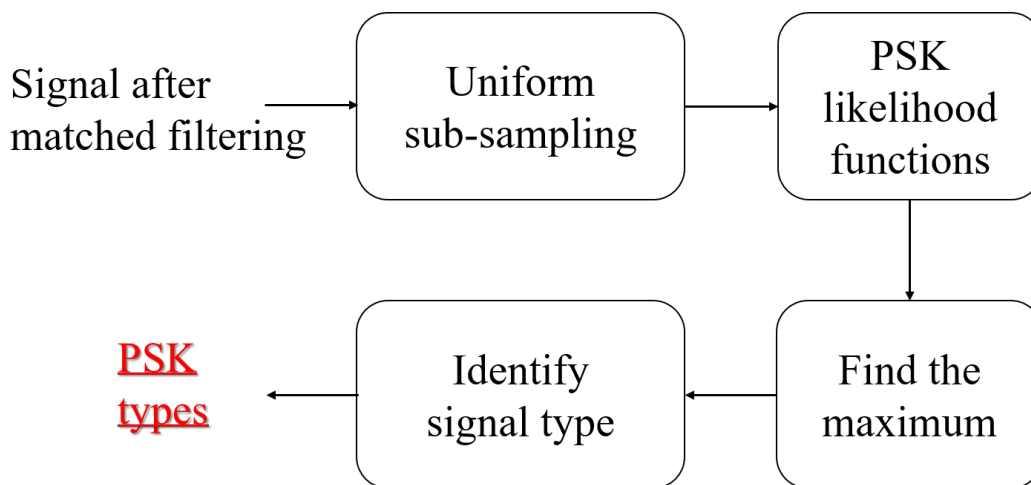 Signal after
matched filtering
Uniform
sub-sampling
PSK
likelihood
functions
Find the
maximum
Identify
signal type
PSK
types